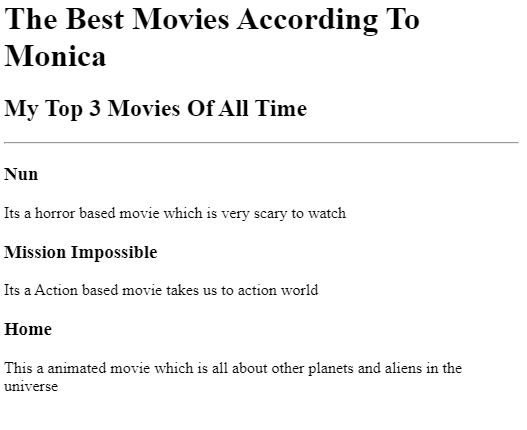 The Best Movies According To
Monica
My Top 3 Movies Of All Time
Nun
Its a horror based movie which is very scary to watch
Mission Impossible
Its a Action based movie takes us to action world
Home
This a animated movie which is all about other planets and aliens in the
universe